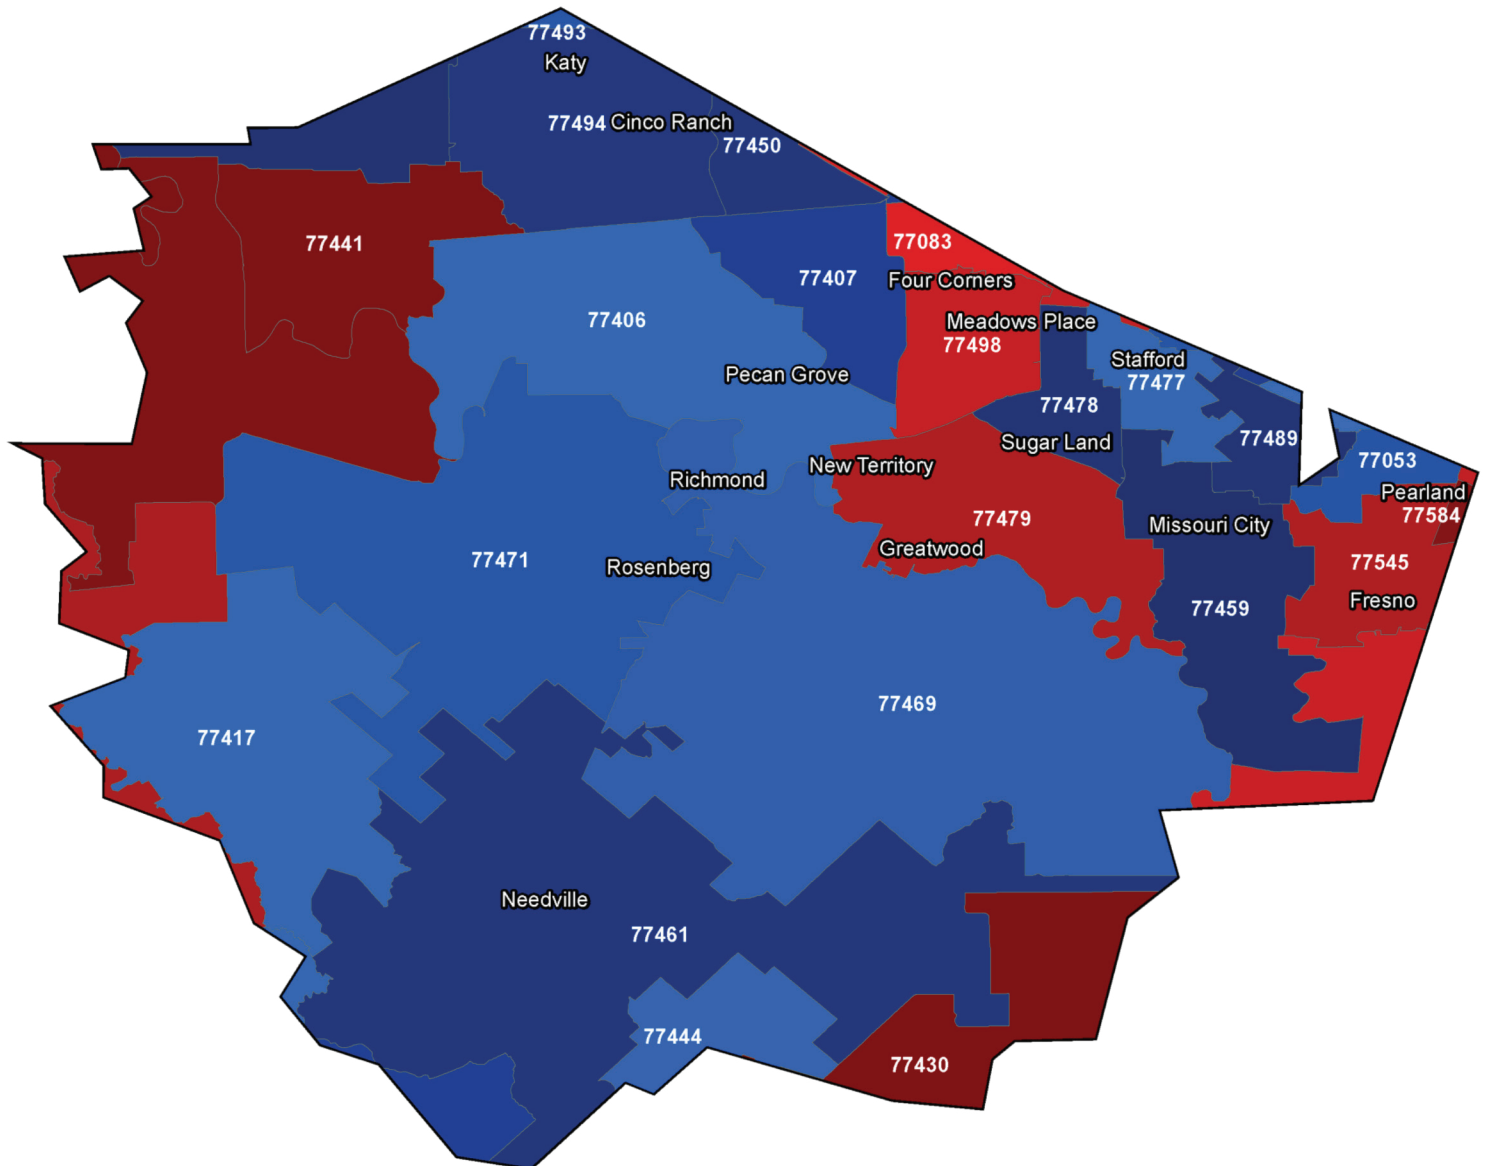 77493
Katy
77494
Cinco Ranch
77450
77441
77083
77407
Four Corners
77406
Meadows Place
77498
Stafford
Pecan Grove
77477
77478
Sugar Land
77489
77053
New Territory
Richmond
Pearland
77584
77479
Missouri City
Greatwood
77471
Rosenberg
77545
Fresno
77459
77469
77417
Needville
77461
77444
77430